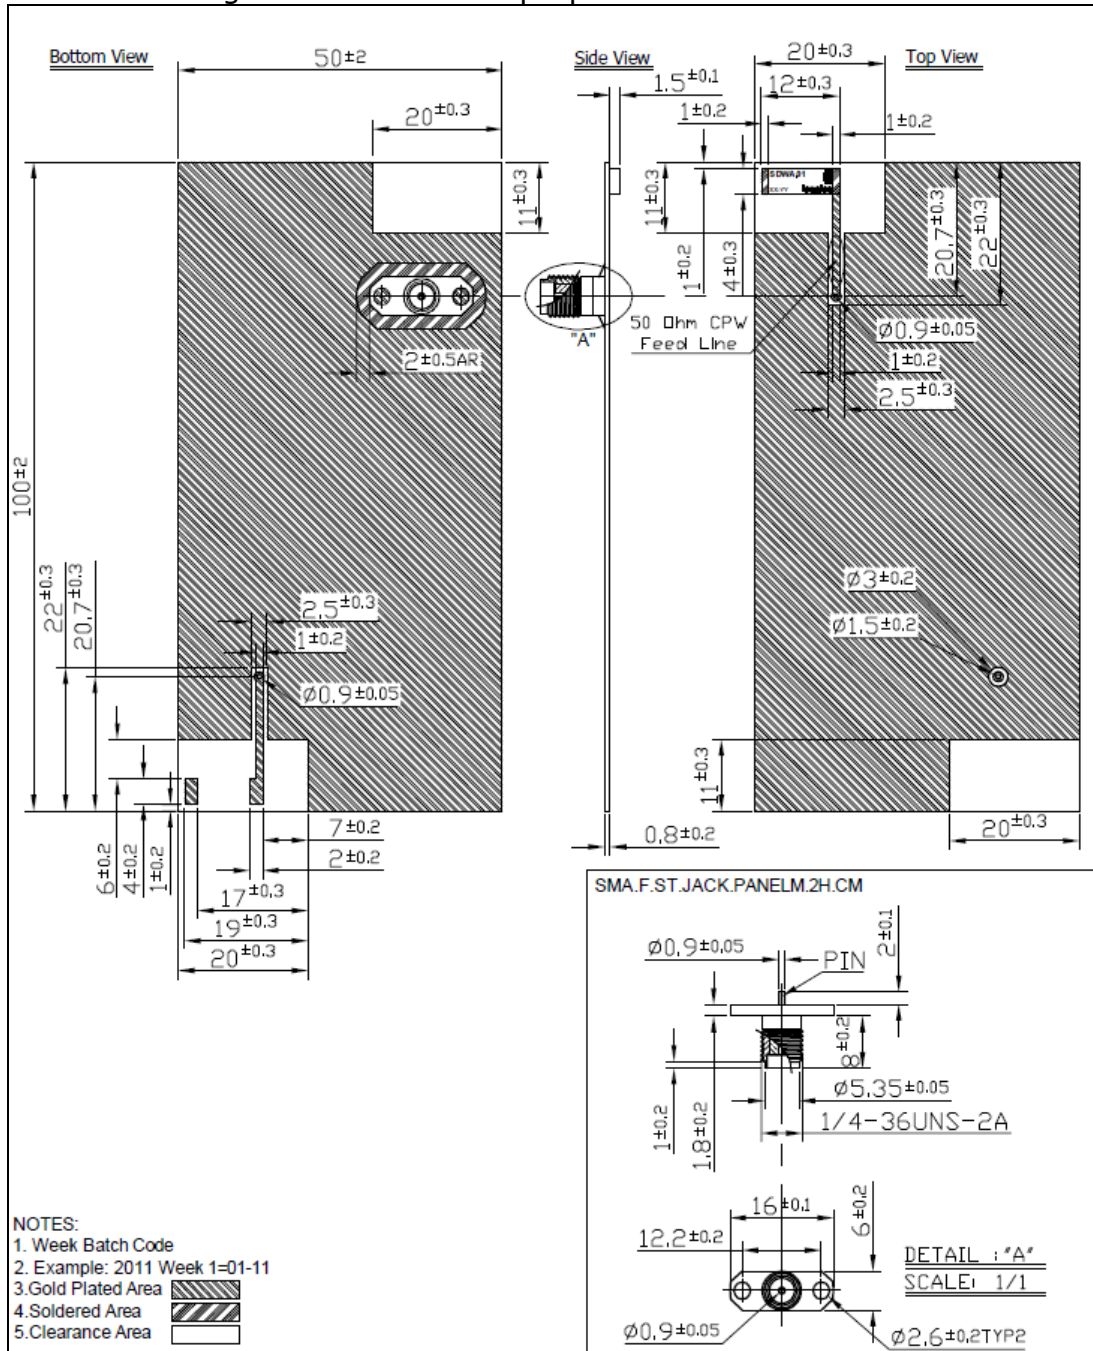 Bottom View
50±2
20±0.3
11±0.3
2±0.5AR
100±2
22±0.3
20.7±0.3
2.5±0.3
1±0.2
Ø0.9±0.05
6±0.2
4±0.2
1±0.2
7±0.2
2±0.2
17±0.3
19±0.3
20±0.3
Side View
1.5±0.1
"A"
0.8±0.2
Top View
20±0.3
12±0.3
1±0.2
1±0.2
11±0.3
1±0.2
4±0.3
SDWA.01
20.7±0.3
22±0.3
50 Ohm CPW
Feed Line
Ø0.9±0.05
1±0.2
2.5±0.3
Ø3±0.2
Ø1.5±0.2
11±0.3
20±0.3
SMA.F.ST.JACK.PANELM.2H.CM
Ø0.9±0.05
PIN
2±0.1
8±0.2
1±0.2
1.8±0.2
Ø5.35±0.05
1/4-36UNS-2A
16±0.1
12.2±0.2
6±0.2
Ø0.9±0.05
Ø2.6±0.2TYP2
DETAIL :"A"
SCALE: 1/1
NOTES:
1. Week Batch Code
2. Example: 2011 Week 1=01-11
3.Gold Plated Area
4.Soldered Area
5.Clearance Area